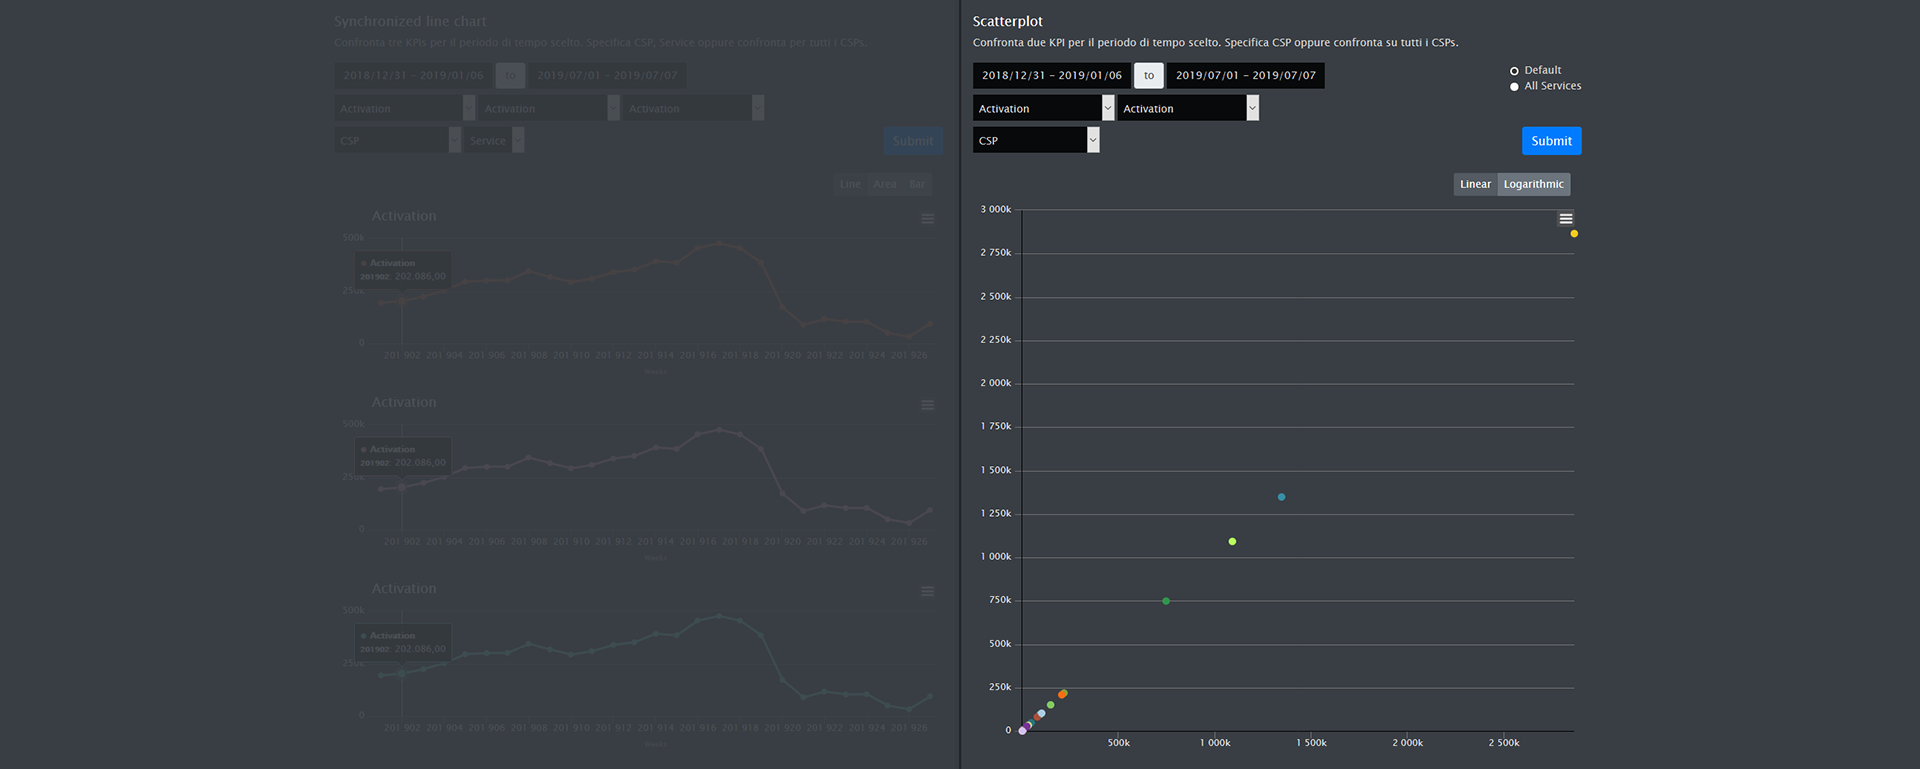 Synchronized line chart
Confronta tre KPIs per il periodo di tempo scelto. Specifica CSP, Service oppure confronta per tutti i CSPs.
2018/12/31 – 2019/01/06 to 2019/07/01 – 2019/07/07
Activation Activation Activation
CSP Service Submit
Line Area Bar
Activation
500k
Activation
201902: 202.086,00
250k
0
201 902 201 904 201 906 201 908 201 910 201 912 201 914 201 916 201 918 201 920 201 922 201 924 201 926
Weeks
Activation
500k
Activation
201902: 202.086,00
250k
0
201 902 201 904 201 906 201 908 201 910 201 912 201 914 201 916 201 918 201 920 201 922 201 924 201 926
Weeks
Activation
500k
Activation
201902: 202.086,00
250k
0
201 902 201 904 201 906 201 908 201 910 201 912 201 914 201 916 201 918 201 920 201 922 201 924 201 926
Weeks
Scatterplot
Confronta due KPI per il periodo di tempo scelto. Specifica CSP oppure confronta su tutti i CSPs.
2018/12/31 – 2019/01/06 to 2019/07/01 – 2019/07/07
Default
All Services
Activation Activation
CSP Submit
Linear Logarithmic
3 000k
2 750k
2 500k
2 250k
2 000k
1 750k
1 500k
1 250k
1 000k
750k
500k
250k
0
500k 1 000k 1 500k 2 000k 2 500k